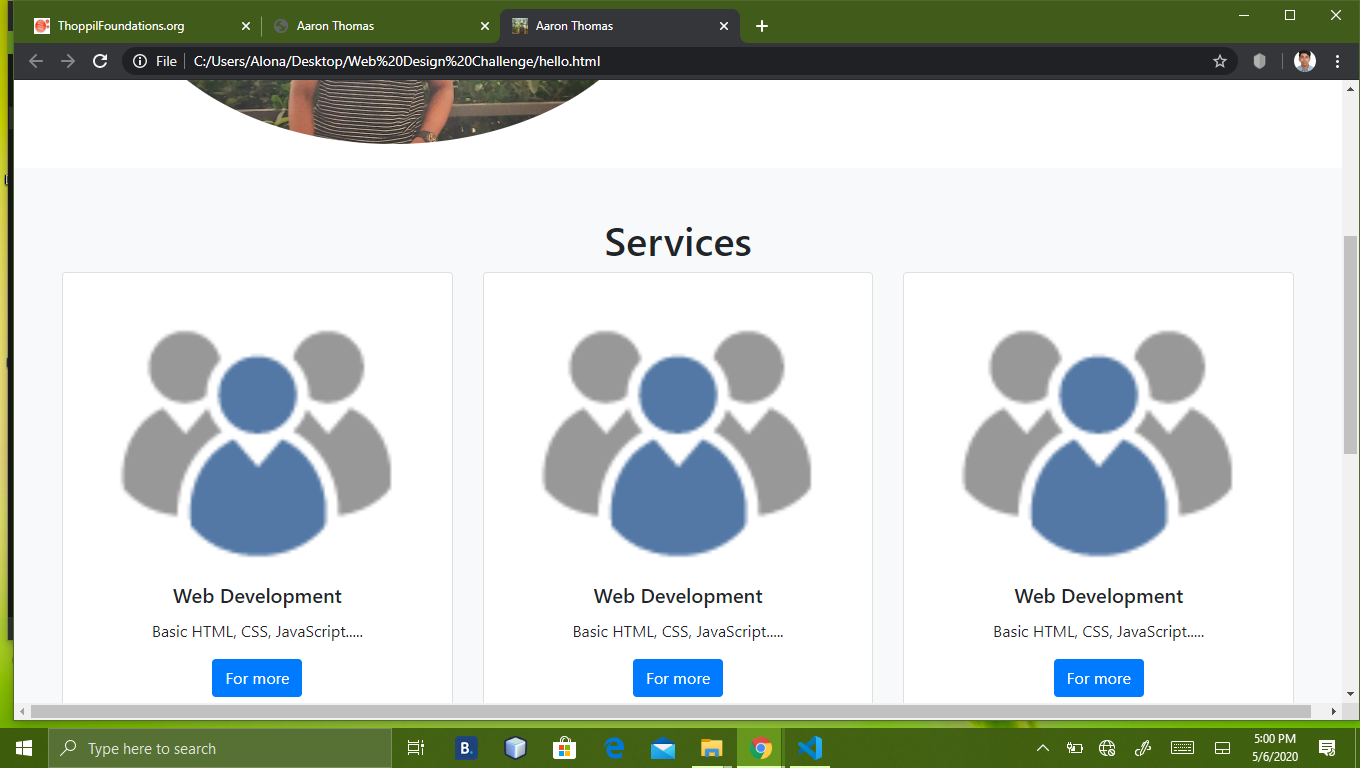 ThoppilFoundations.org
Aaron Thomas
Aaron Thomas
File
C:/Users/Alona/Desktop/Web%20Design%20Challenge/hello.html
Services
Web Development
Basic HTML, CSS, JavaScript.....
For more
Web Development
Basic HTML, CSS, JavaScript.....
For more
Web Development
Basic HTML, CSS, JavaScript.....
For more
Type here to search
B.
5:00 PM
5/6/2020